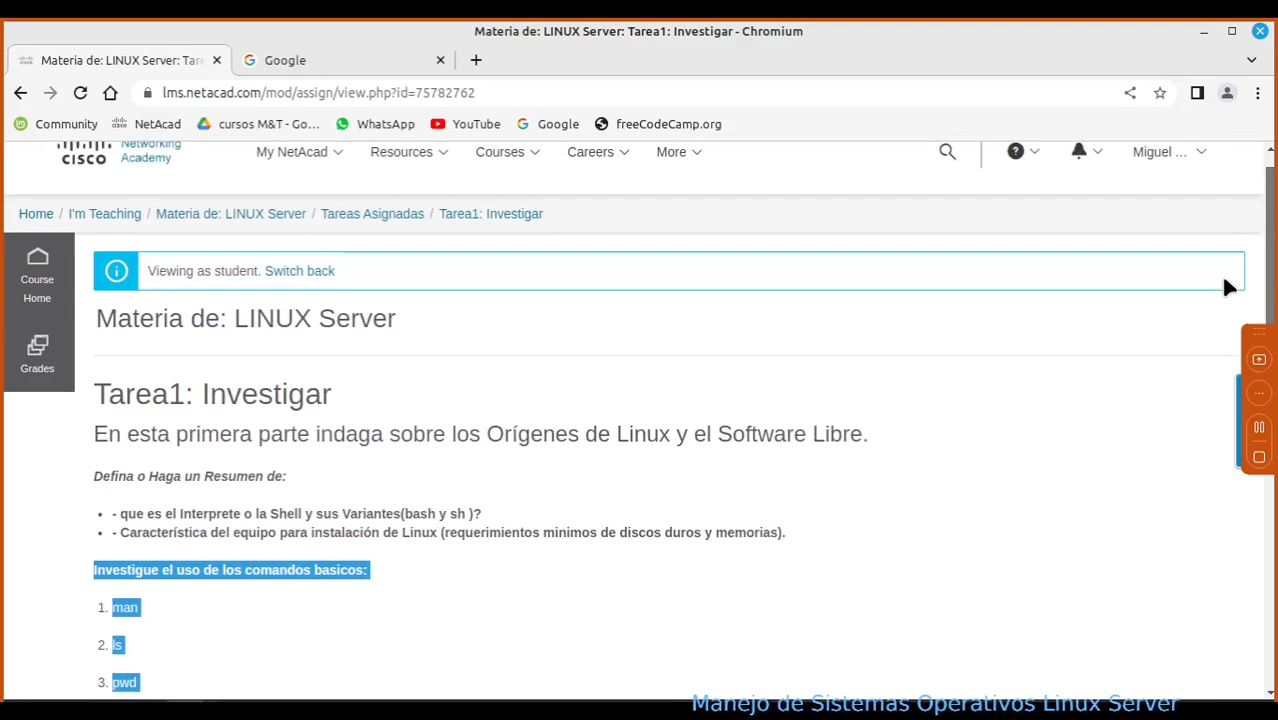 Materia de: LINUX Server: Tarea1: Investigar - Chromium
Materia de: LINUX Server: Tare
Google
lms.netacad.com/mod/assign/view.php?id=75782762
Community
NetAcad
cursos M&T - Go...
WhatsApp
YouTube
Google
freeCodeCamp.org
CISCO
Networking
Academy
My NetAcad
Resources
Courses
Careers
More
Miguel ...
Home / I'm Teaching / Materia de: LINUX Server / Tareas Asignadas / Tarea1: Investigar
Course
Home
Grades
Viewing as student. Switch back
Materia de: LINUX Server
Tarea1: Investigar
En esta primera parte indaga sobre los Orígenes de Linux y el Software Libre.
Defina o Haga un Resumen de:
• - que es el Interprete o la Shell y sus Variantes(bash y sh )?
• - Característica del equipo para instalación de Linux (requerimientos minimos de discos duros y memorias).
Investigue el uso de los comandos basicos:
1. man
2. ls
3. pwd
Manejo de Sistemas Operativos Linux Server